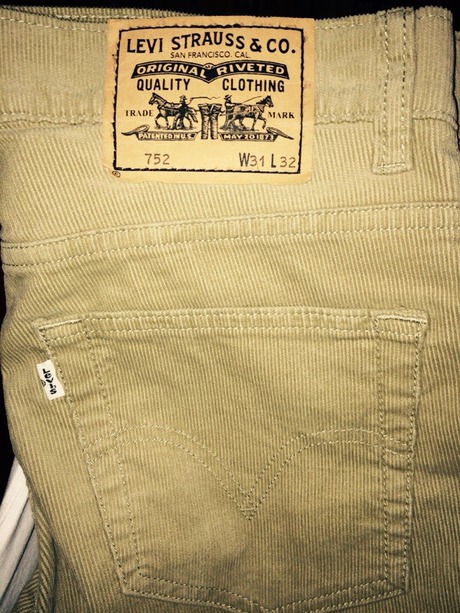 LEVI STRAUSS & CO.
SAN FRANCISCO, CAL.
ORIGINAL RIVETED
QUALITY CLOTHING
TRADE MARK
PATENTED IN U.S. MAY 20 1873
752 W31 L32
®
LEVI'S